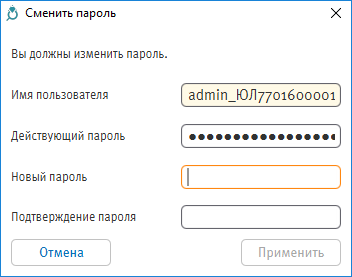 Сменить пароль
Вы должны изменить пароль.
Имя пользователя admin_ЮЛ7701600001
Действующий пароль ●●●●●●●●●●●●●●●●●
Новый пароль
Подтверждение пароля
Отмена Применить